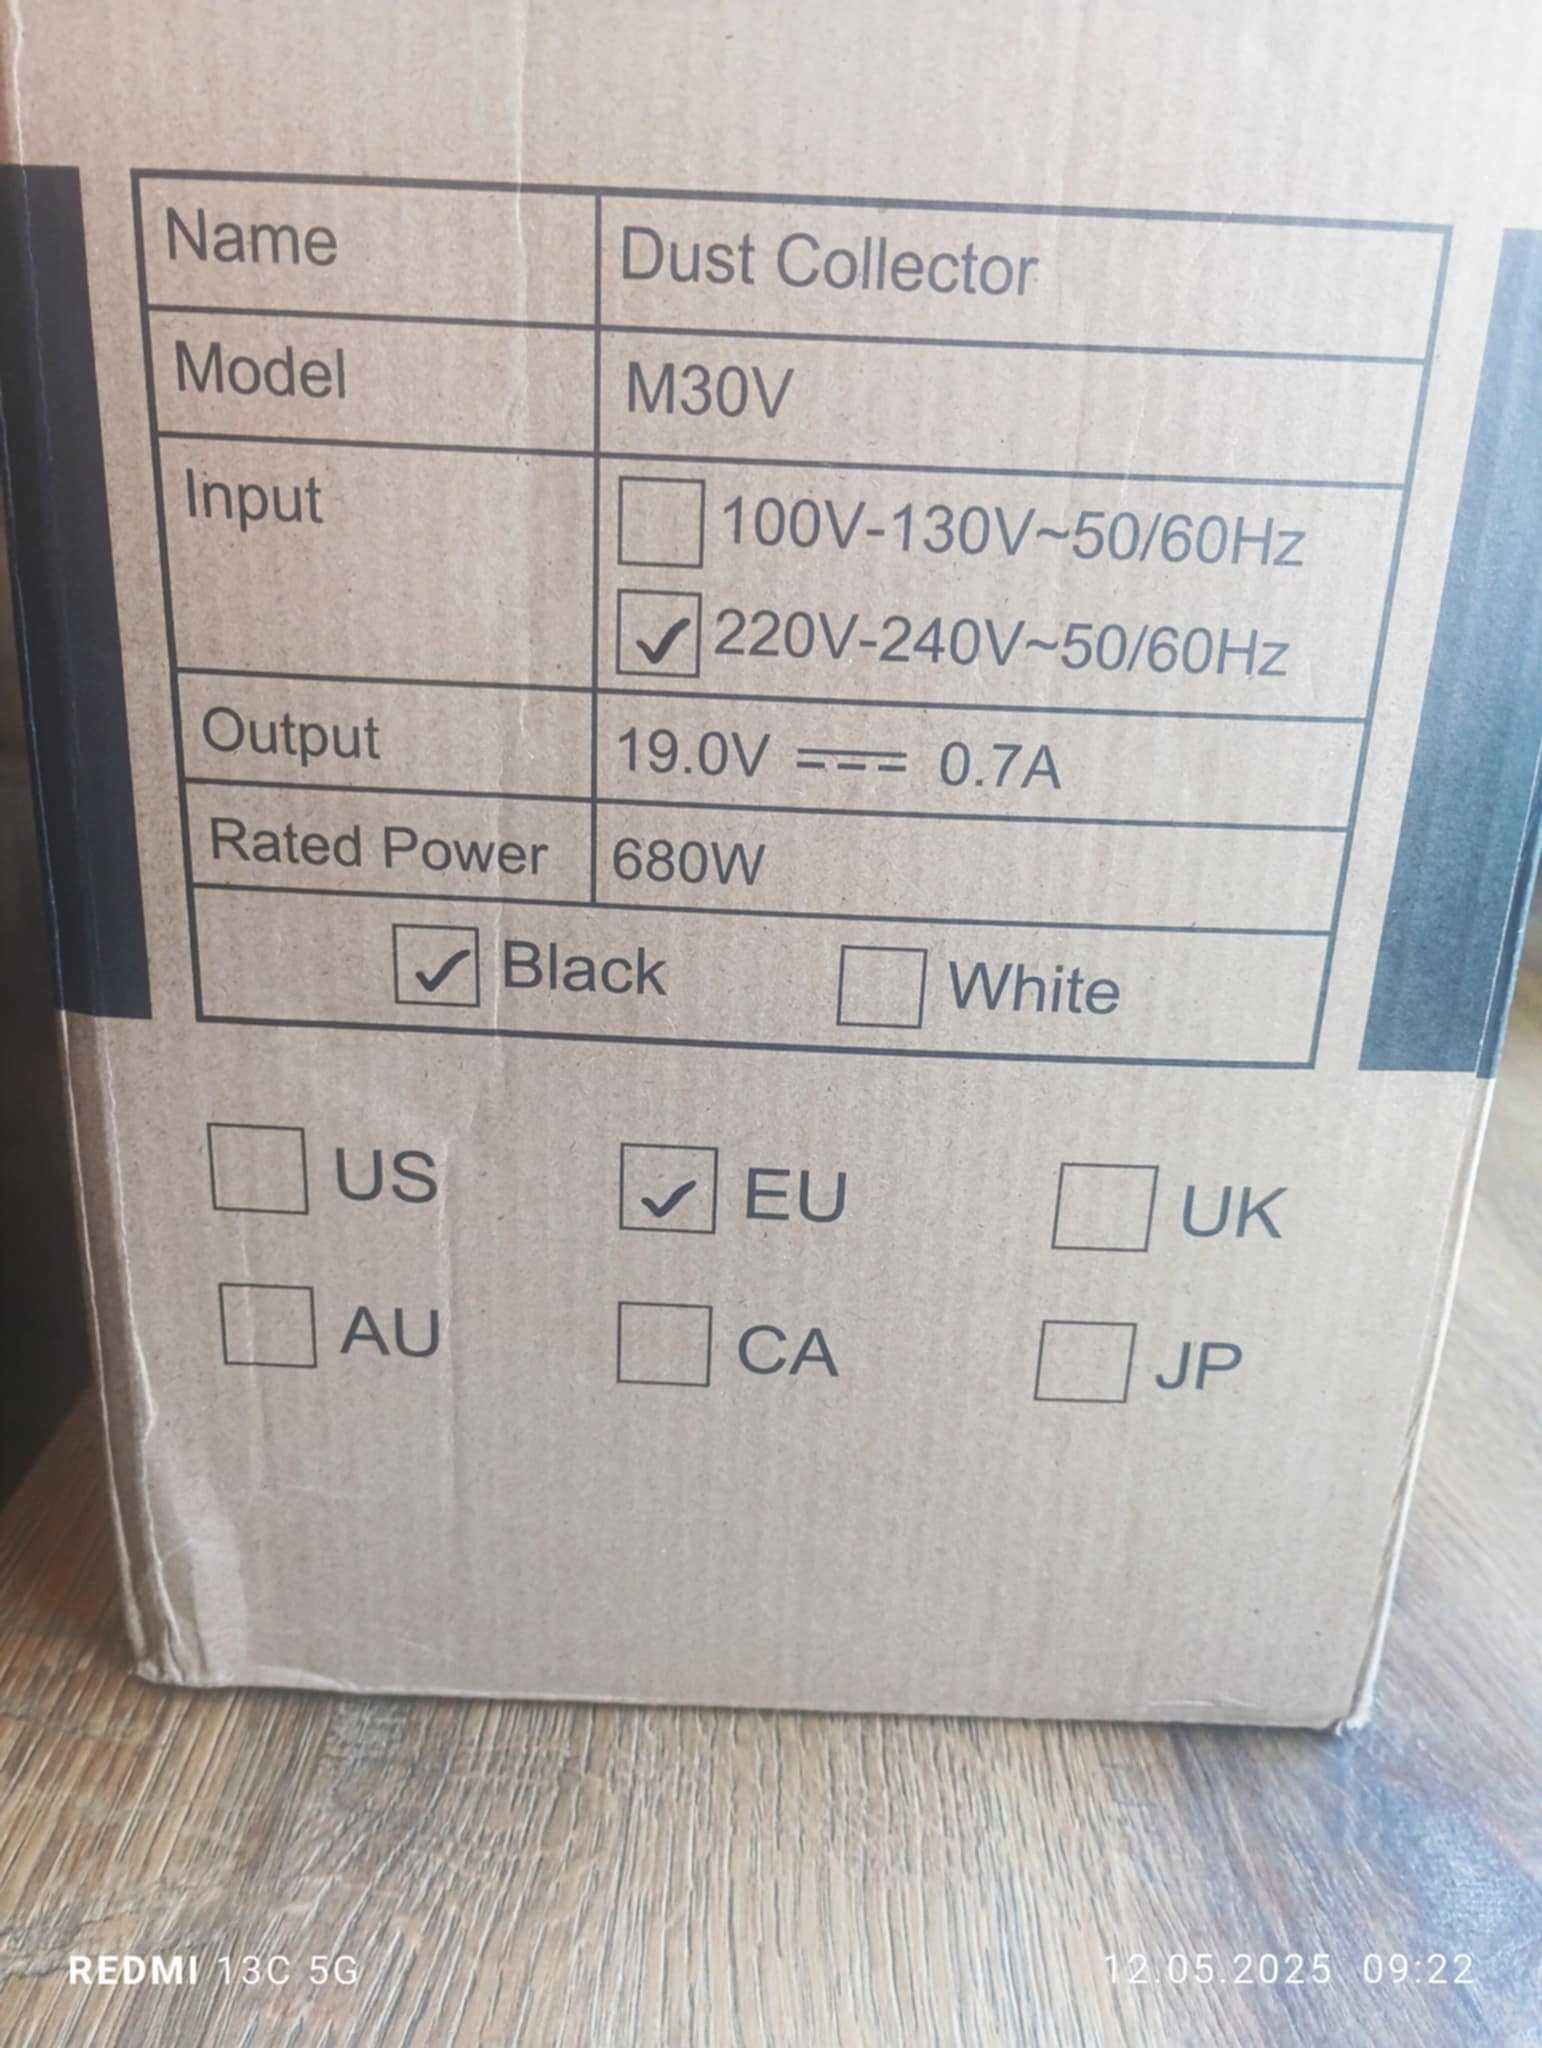 Name Dust Collector
Model M30V
Input 100V-130V~50/60Hz
✓ 220V-240V~50/60Hz
Output 19.0V ⎓ 0.7A
Rated Power 680W
✓ Black White
US ✓ EU UK
AU CA JP
REDMI 13C 5G 12.05.2025 09:22